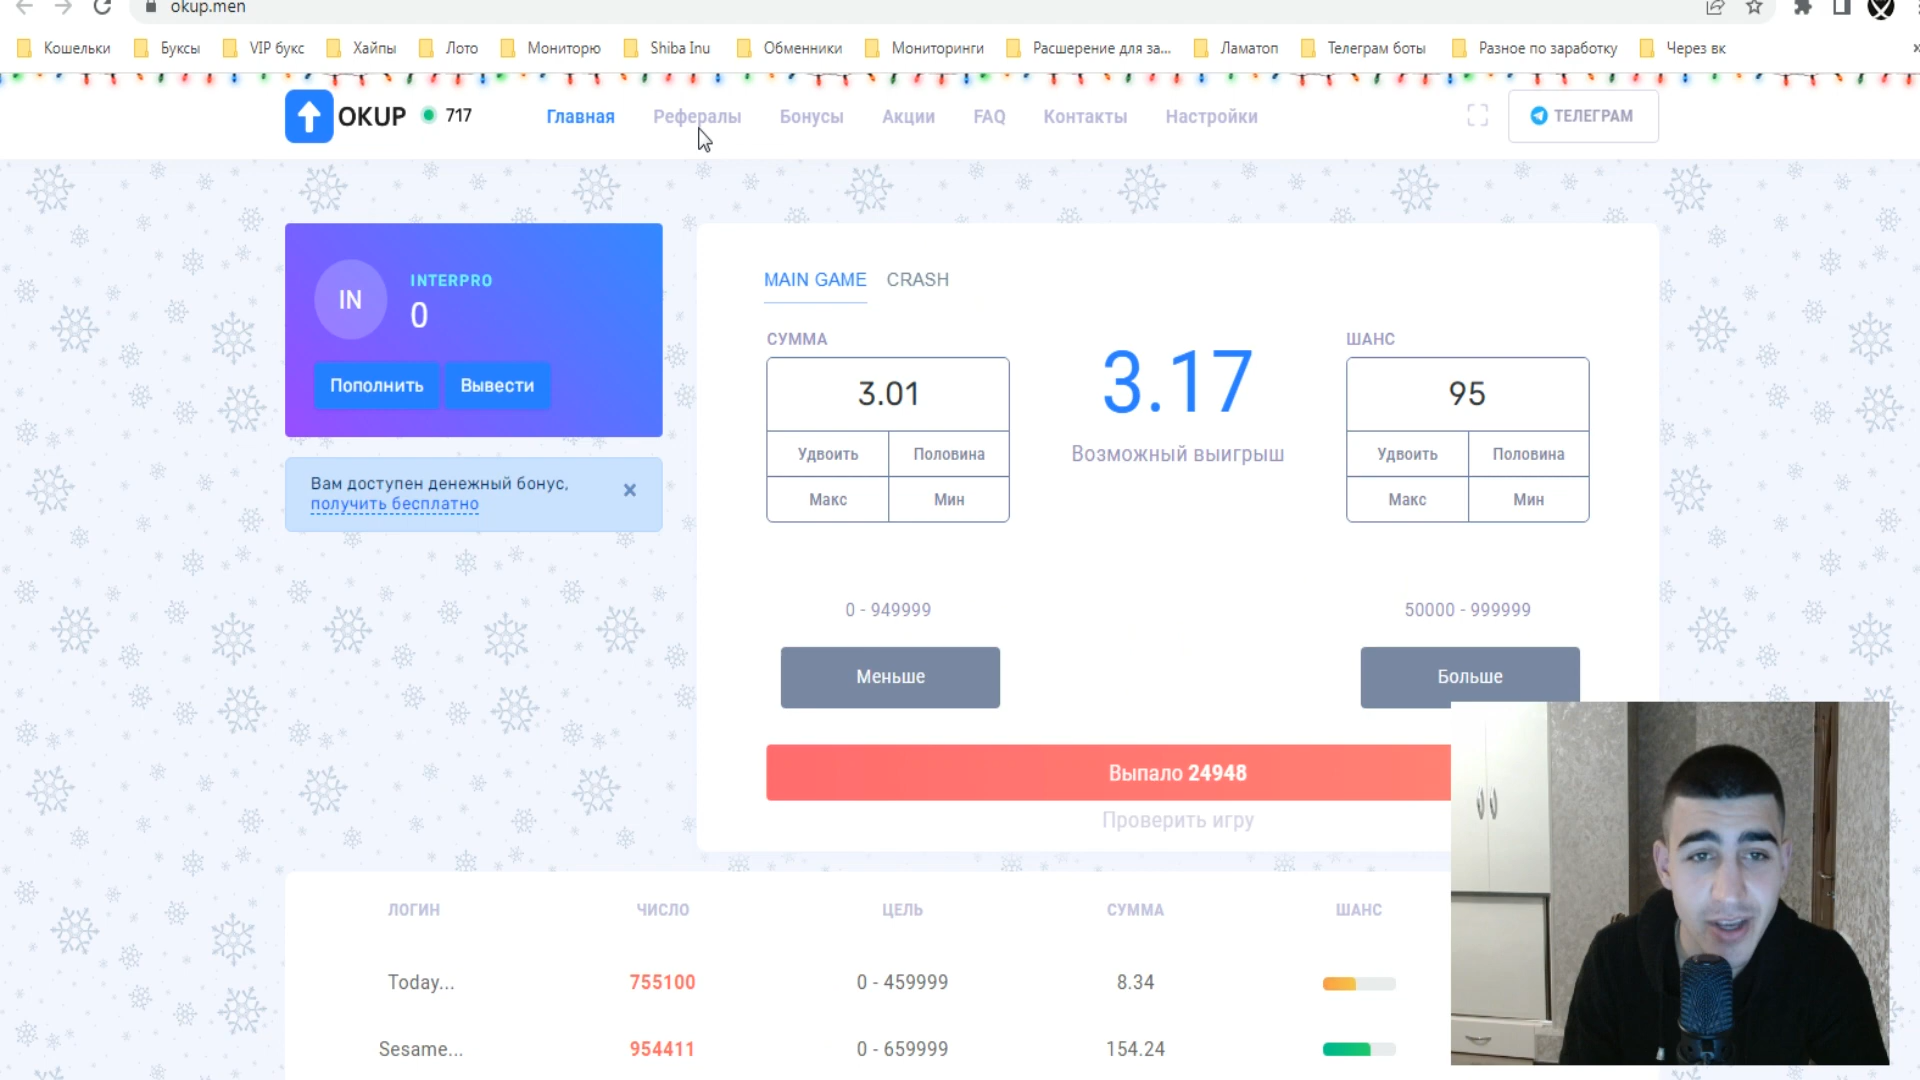 okup.men
Кошельки Буксы VIP букс Хайпы Лото Мониторю Shiba Inu Обменники Мониторинги Расшерение для за... Ламатоп Телеграм боты Разное по заработку Через вк
OKUP 717 Главная Рефералы Бонусы Акции FAQ Контакты Настройки ТЕЛЕГРАМ
IN
INTERPRO
0
Пополнить Вывести
Вам доступен денежный бонус,
получить бесплатно
MAIN GAME CRASH
СУММА
3.01
Удвоить Половина
Макс Мин
3.17
Возможный выигрыш
ШАНС
95
Удвоить Половина
Макс Мин
0 - 949999
50000 - 999999
Меньше
Больше
Выпало 24948
Проверить игру
ЛОГИН ЧИСЛО ЦЕЛЬ СУММА ШАНС
Today... 755100 0 - 459999 8.34
Sesame... 954411 0 - 659999 154.24